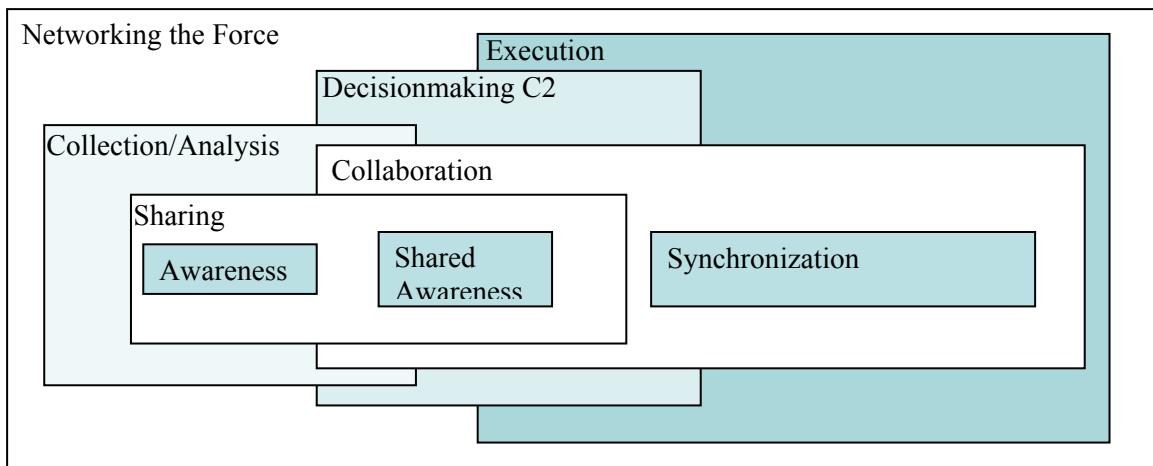 Networking the Force
Execution
Decisionmaking C2
Collection/Analysis
Collaboration
Sharing
Awareness
Shared
Awareness
Synchronization